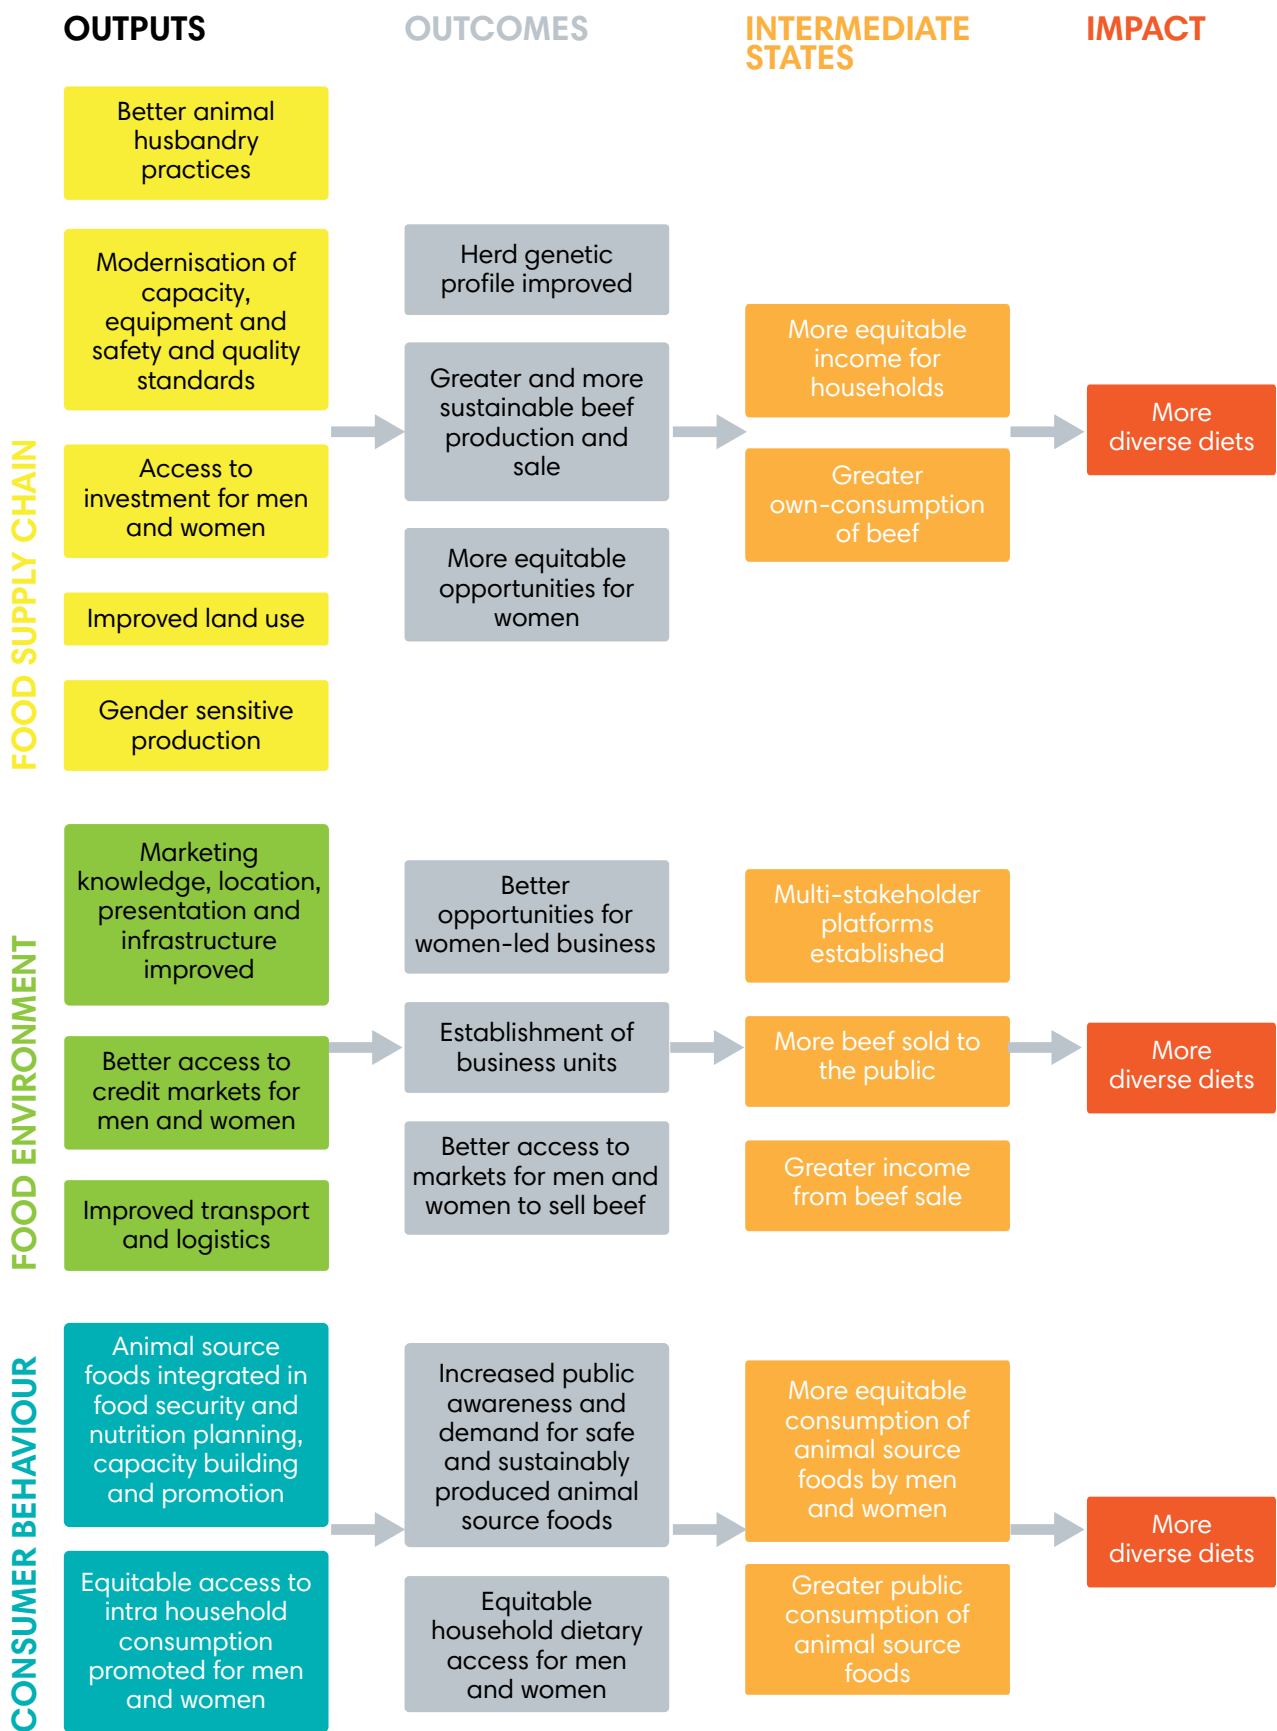 OUTPUTS
OUTCOMES
INTERMEDIATE
STATES
IMPACT
FOOD SUPPLY CHAIN
Better animal
husbandry
practices
Modernisation of
capacity,
equipment and
safety and quality
standards
Access to
investment for men
and women
Improved land use
Gender sensitive
production
Herd genetic
profile improved
Greater and more
sustainable beef
production and
sale
More equitable
opportunities for
women
More equitable
income for
households
Greater
own-consumption
of beef
More
diverse diets
FOOD ENVIRONMENT
Marketing
knowledge, location,
presentation and
infrastructure
improved
Better access to
credit markets for
men and women
Improved transport
and logistics
Better
opportunities for
women-led business
Establishment of
business units
Better access to
markets for men and
women to sell beef
Multi-stakeholder
platforms
established
More beef sold to
the public
Greater income
from beef sale
More
diverse diets
CONSUMER BEHAVIOUR
Animal source
foods integrated in
food security and
nutrition planning,
capacity building
and promotion
Equitable access to
intra household
consumption
promoted for men
and women
Increased public
awareness and
demand for safe
and sustainably
produced animal
source foods
Equitable
household dietary
access for men
and women
More equitable
consumption of
animal source
foods by men
and women
Greater public
consumption of
animal source
foods
More
diverse diets